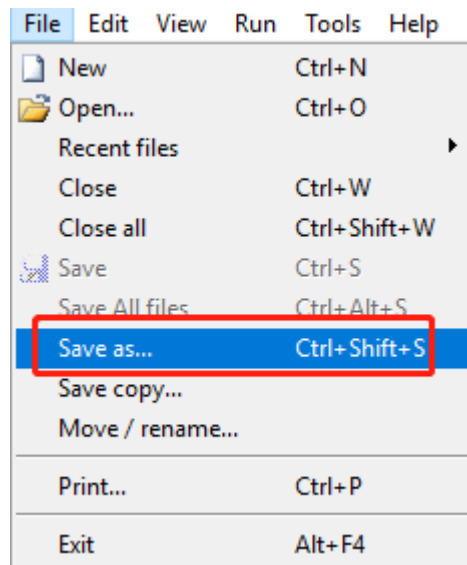 File Edit View Run Tools Help
New Ctrl+N
Open... Ctrl+O
Recent files
Close Ctrl+W
Close all Ctrl+Shift+W
Save Ctrl+S
Save All files Ctrl+Alt+S
Save as... Ctrl+Shift+S
Save copy...
Move / rename...
Print... Ctrl+P
Exit Alt+F4